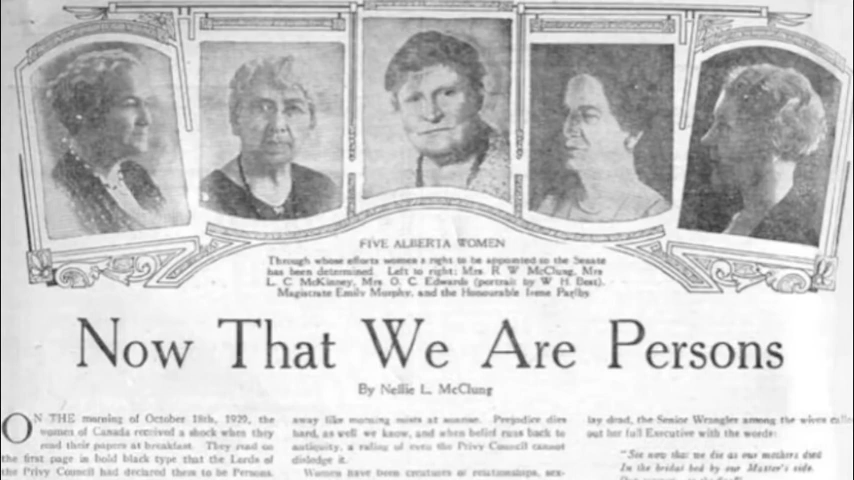 FIVE ALBERTA WOMEN
Through whose efforts women's right to be appointed to the Senate
has been determined. Left to right: Mrs. R. W. McClung, Mrs.
L. C. McKinney, Mrs. O. C. Edwards (portrait by W. H. Best),
Magistrate Emily Murphy, and the Honourable Irene Parlby
Now That We Are Persons
By Nellie L. McClung
ON THE morning of October 18th, 1929, the
women of Canada received a shock when they
read their papers at breakfast. They read on
the first page in bold black type that the Lords of
the Privy Council had declared them to be Persons.
away like morning mists at sunrise. Prejudice dies
hard, as well we know, and when belief runs back to
antiquity, a ruling of even the Privy Council cannot
dislodge it.
Women have been creatures of relationships, sex-
lay dead, the Senior Wrangler among the wives calls
out her full Executive with the words:
"See now that we die as our mothers died
In the bridal bed by our Master's side.